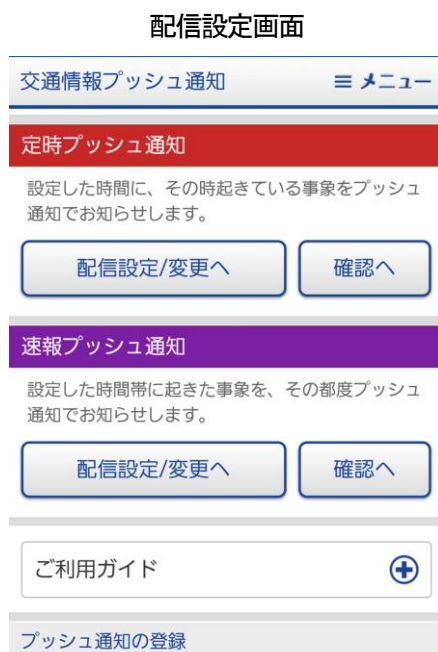 配信設定画面
交通情報プッシュ通知
≡ メニュー
定時プッシュ通知
設定した時間に、その時起きている事象をプッシュ
通知でお知らせします。
配信設定/変更へ
確認へ
速報プッシュ通知
設定した時間帯に起きた事象を、その都度プッシュ
通知でお知らせします。
配信設定/変更へ
確認へ
ご利用ガイド
プッシュ通知の登録